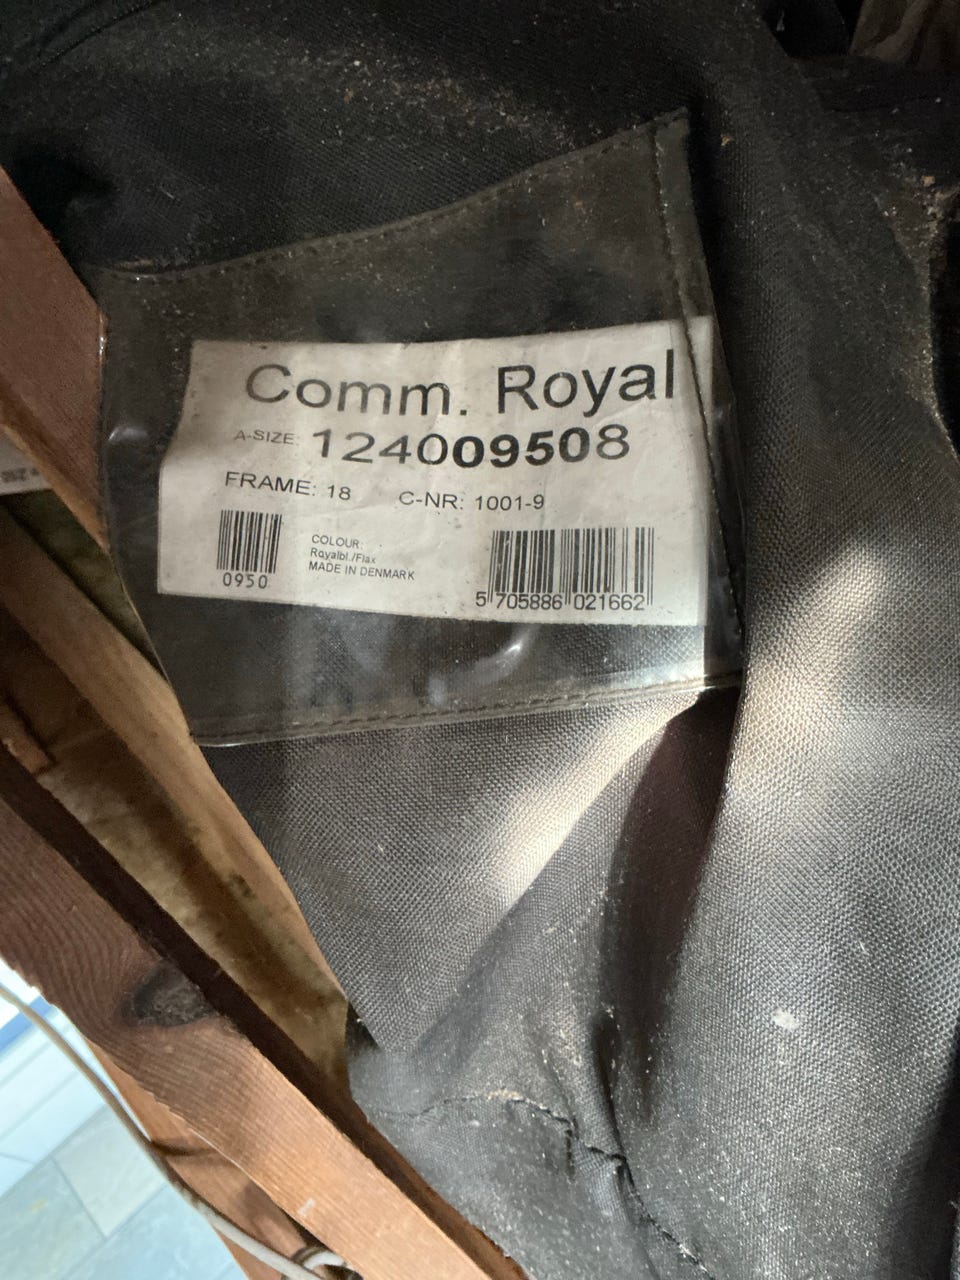 Comm. Royal
A-SIZE: 124009508
FRAME: 18 C-NR: 1001-9
COLOUR:
Royalbl./Flax
MADE IN DENMARK
0950
5 705886 021662